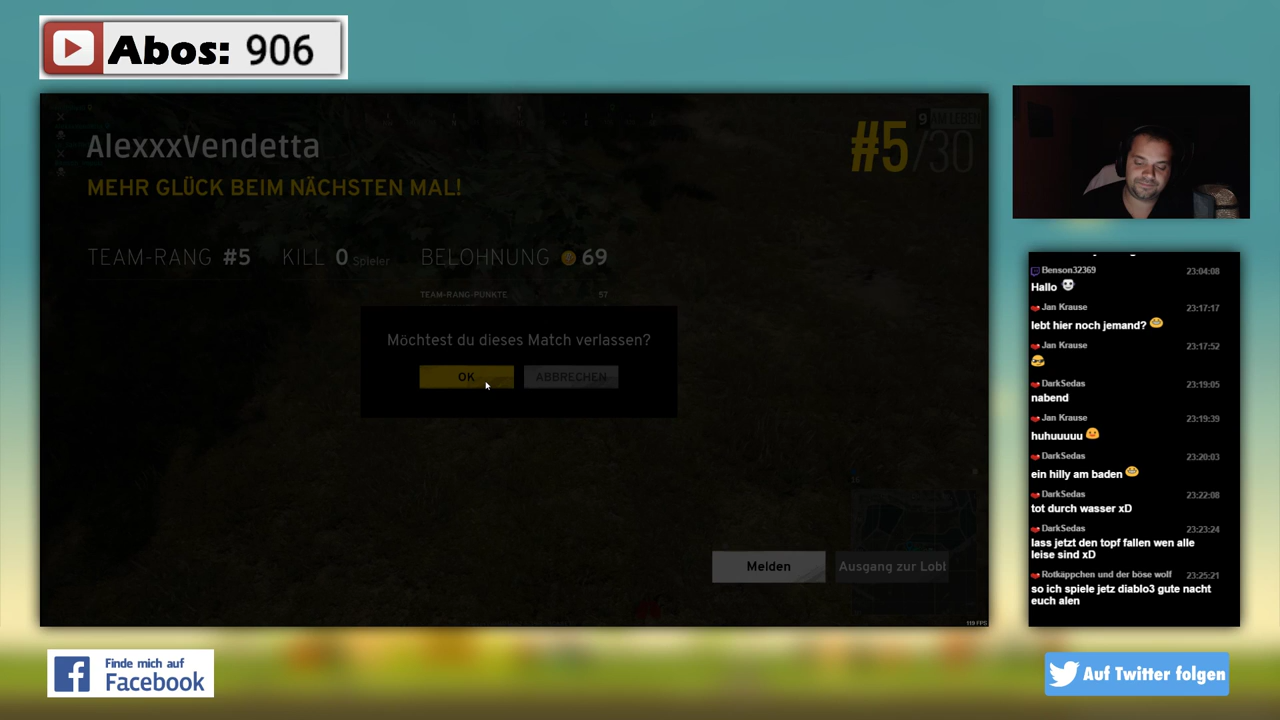 Abos: 906
AlexxxVendetta
MEHR GLÜCK BEIM NÄCHSTEN MAL!
9 AM LEBEN
#5/30
TEAM-RANG #5 KILL 0 Spieler BELOHNUNG 69
TEAM-RANG-PUNKTE 57
Möchtest du dieses Match verlassen?
OK ABBRECHEN
Melden Ausgang zur Lobb
119 FPS
Benson32369 23:04:08
Hallo
Jan Krause 23:17:17
lebt hier noch jemand?
Jan Krause 23:17:52
DarkSedas 23:19:05
nabend
Jan Krause 23:19:39
huhuuuuu
DarkSedas 23:20:03
ein hilly am baden
DarkSedas 23:22:08
tot durch wasser xD
DarkSedas 23:23:24
lass jetzt den topf fallen wen alle
leise sind xD
Rotkäppchen und der böse wolf 23:25:21
so ich spiele jetz diablo3 gute nacht
euch alen
Finde mich auf
Facebook
Auf Twitter folgen